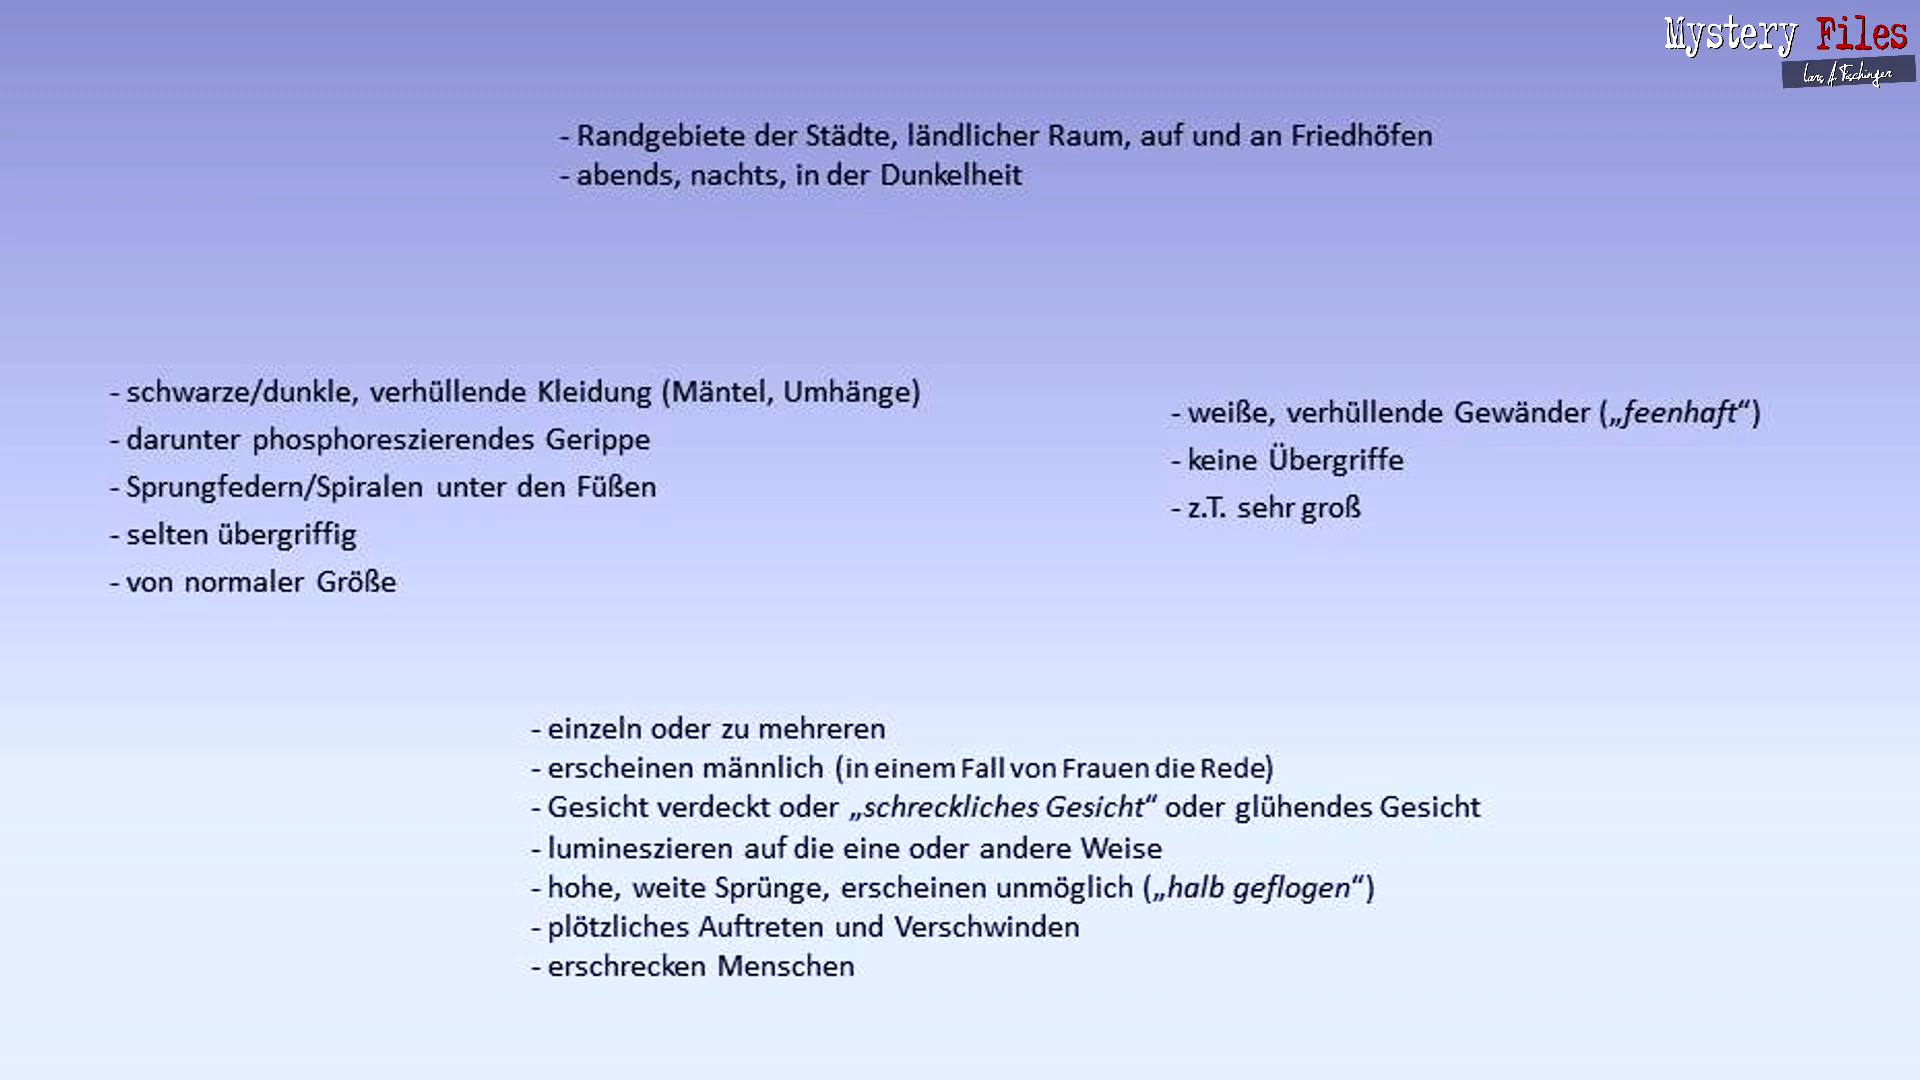 Mystery Files
Lars A. Fischinger
- Randgebiete der Städte, ländlicher Raum, auf und an Friedhöfen
- abends, nachts, in der Dunkelheit
- schwarze/dunkle, verhüllende Kleidung (Mäntel, Umhänge)
- darunter phosphoreszierendes Gerippe
- Sprungfedern/Spiralen unter den Füßen
- selten übergriffig
- von normaler Größe
- weiße, verhüllende Gewänder („feenhaft“)
- keine Übergriffe
- z.T. sehr groß
- einzeln oder zu mehreren
- erscheinen männlich (in einem Fall von Frauen die Rede)
- Gesicht verdeckt oder „schreckliches Gesicht“ oder glühendes Gesicht
- lumineszieren auf die eine oder andere Weise
- hohe, weite Sprünge, erscheinen unmöglich („halb geflogen“)
- plötzliches Auftreten und Verschwinden
- erschrecken Menschen